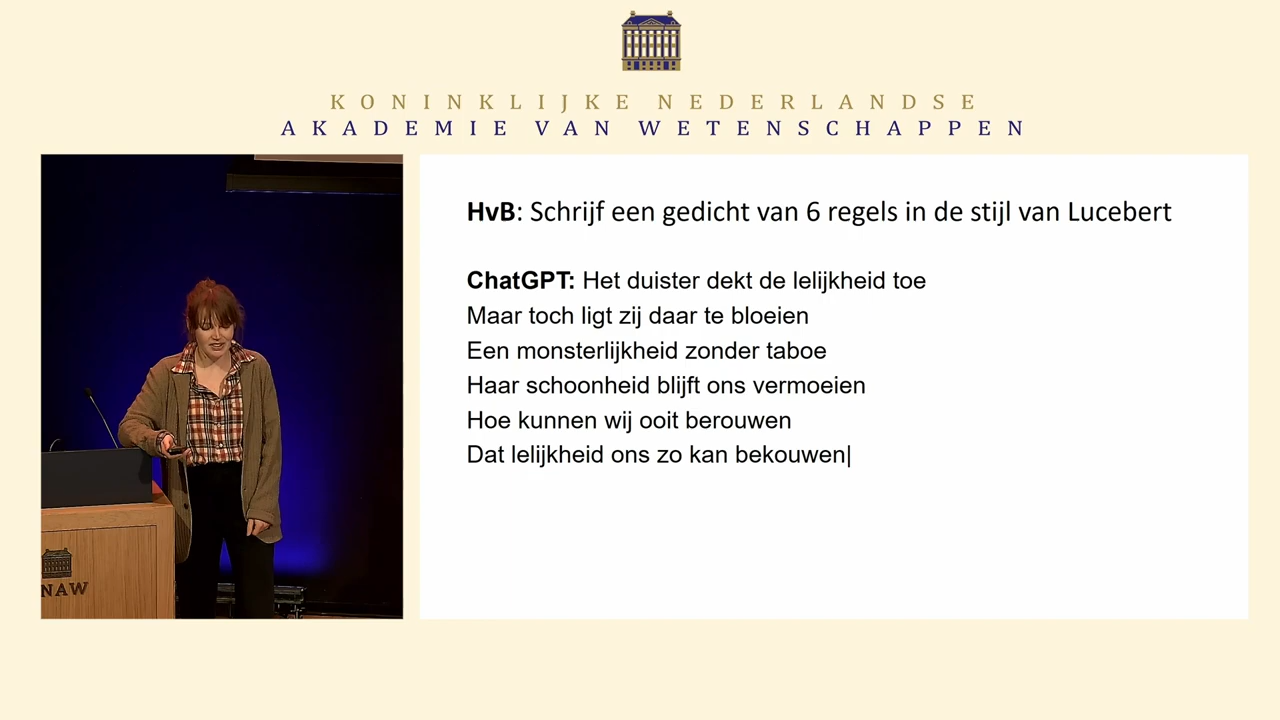 KONINKLIJKE NEDERLANDSE
AKADEMIE VAN WETENSCHAPPEN
HvB: Schrijf een gedicht van 6 regels in de stijl van Lucebert
ChatGPT: Het duister dekt de lelijkheid toe
Maar toch ligt zij daar te bloeien
Een monsterlijkheid zonder taboe
Haar schoonheid blijft ons vermoeien
Hoe kunnen wij ooit berouwen
Dat lelijkheid ons zo kan bekouwen|
NAW